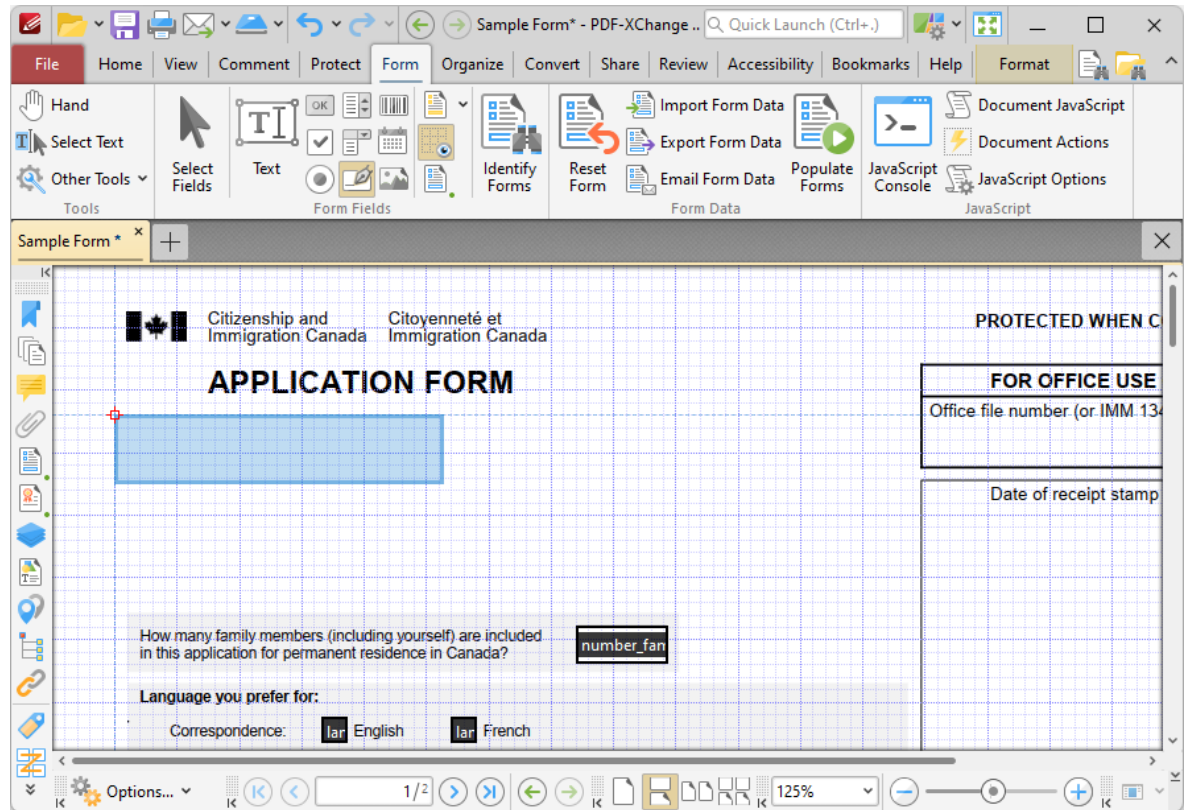 Sample Form* - PDF-XChange ..
Quick Launch (Ctrl+.)
File Home View Comment Protect Form Organize Convert Share Review Accessibility Bookmarks Help Format
Hand
Select Text
Other Tools
Tools
Select Fields
Text
OK
Form Fields
Identify Forms
Reset Form
Import Form Data
Export Form Data
Email Form Data
Populate Forms
Form Data
JavaScript Console
Document JavaScript
Document Actions
JavaScript Options
JavaScript
Sample Form *
Citizenship and
Immigration Canada
Citoyenneté et
Immigration Canada
PROTECTED WHEN C
APPLICATION FORM
FOR OFFICE USE
Office file number (or IMM 134
Date of receipt stamp
How many family members (including yourself) are included
in this application for permanent residence in Canada?
number_fan
Language you prefer for:
Correspondence: lar English lar French
Options...
1/2
125%